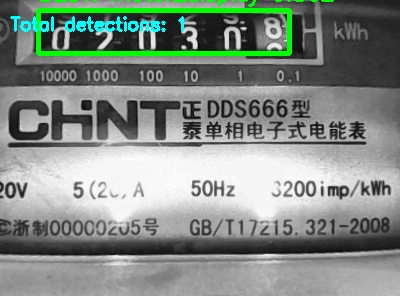 Total detections: 1
0 2 0 3 0 8 kWh
10000 1000 100 10 1 0.1
CHNT 正泰 DDS666型
单相电子式电能表
20V 5(20)A 50Hz 3200imp/kWh
©浙制00000205号 GB/T17215.321-2008